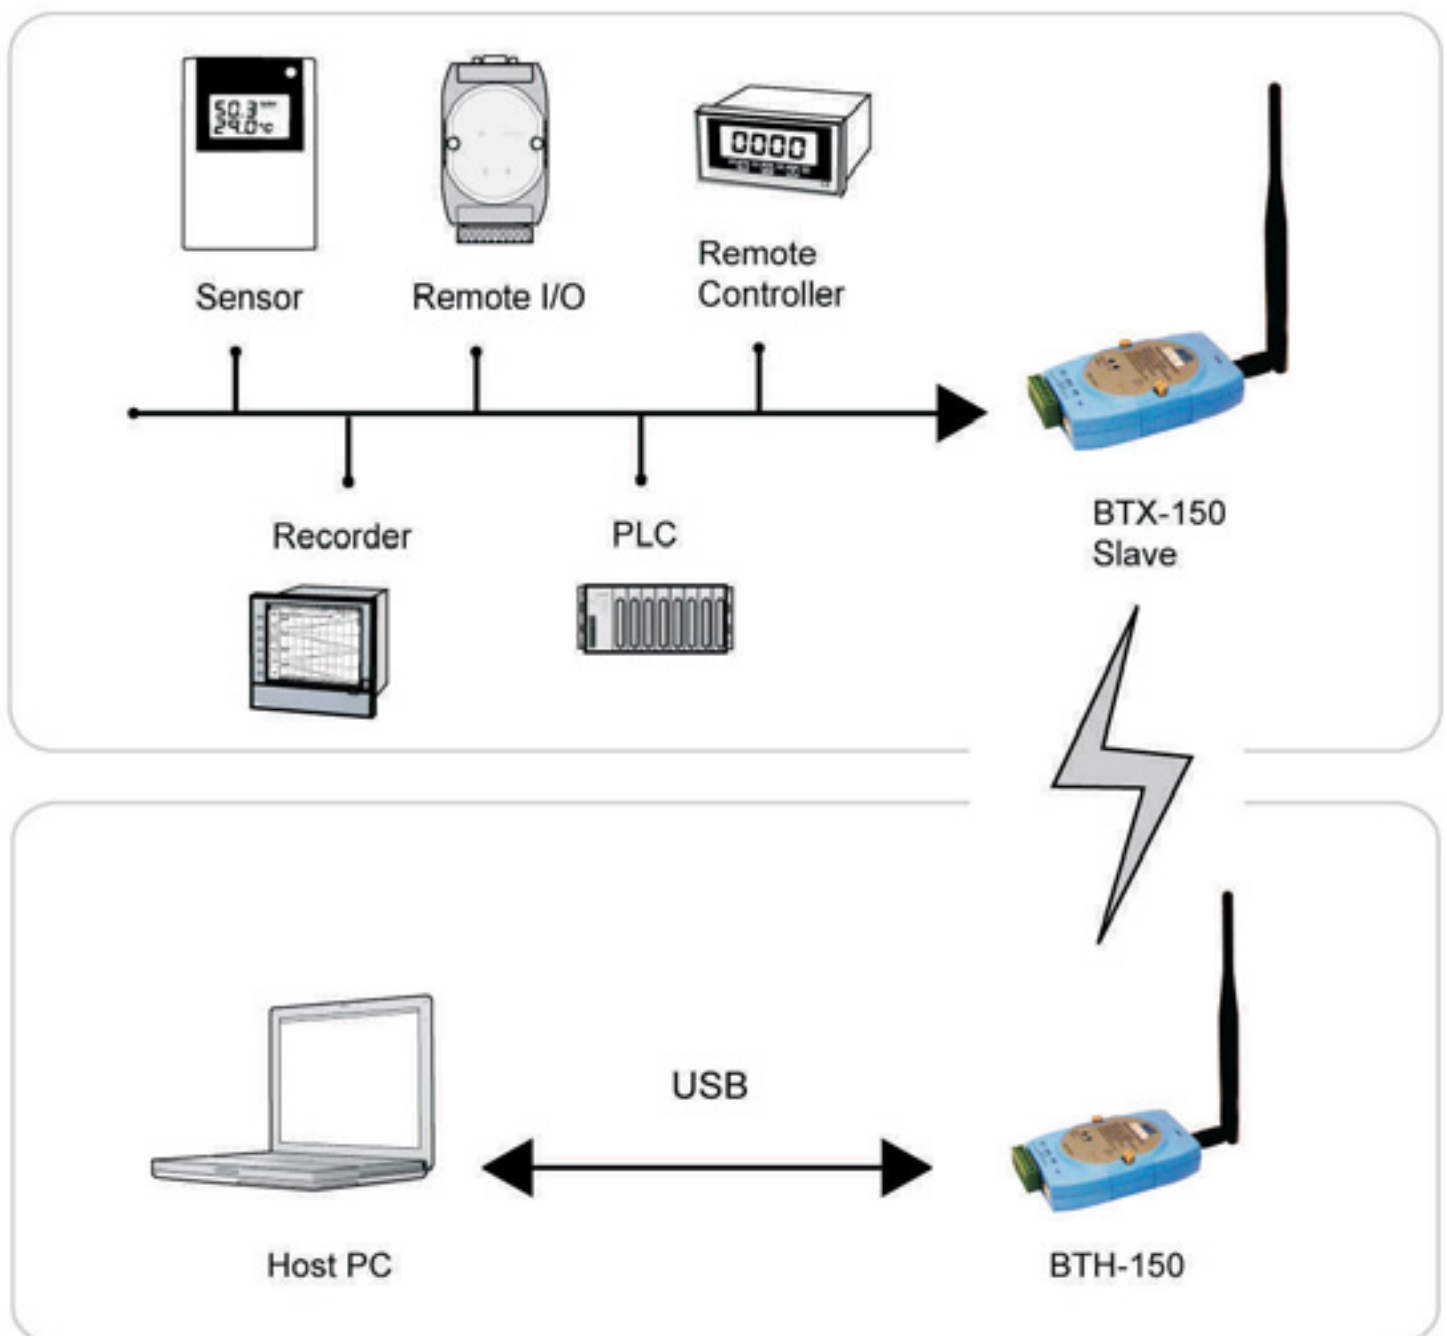 50.3
24.0°C
0000
Sensor
Remote I/O
Remote
Controller
Recorder
PLC
BTX-150
Slave
USB
Host PC
BTH-150